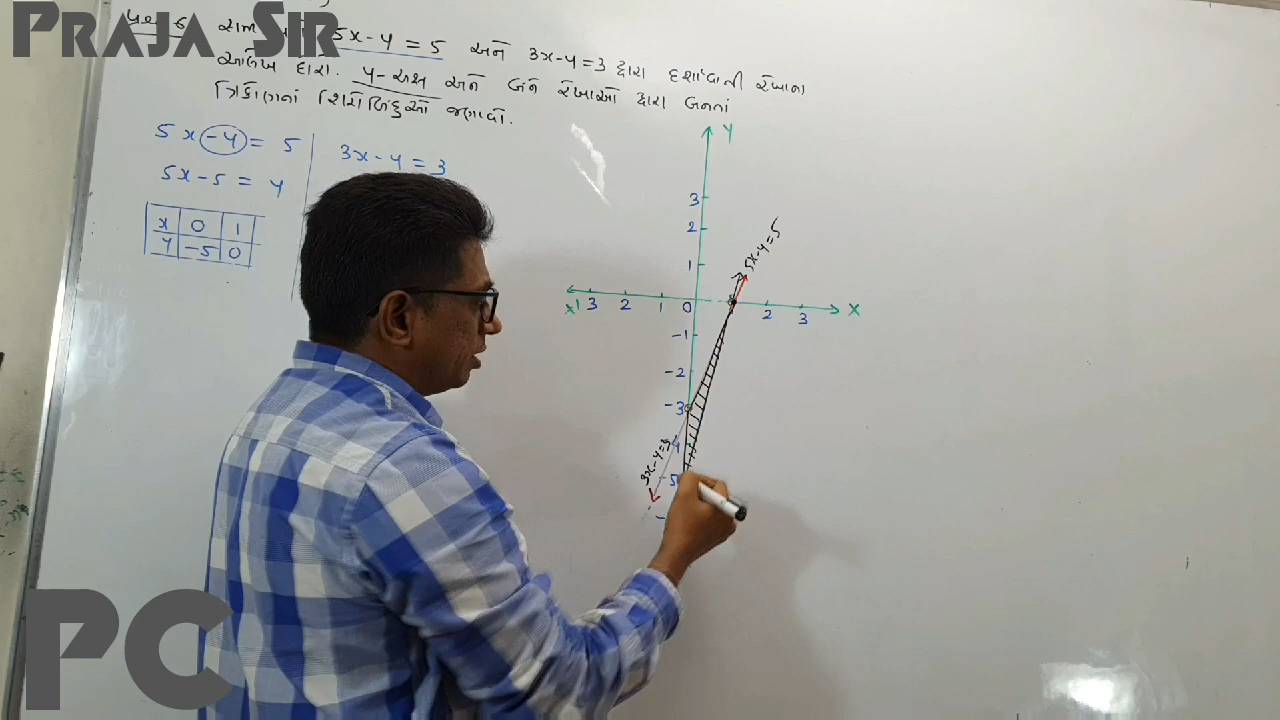 PRAJA SIR
5x-y = 5 અને 3x-y=3 દ્વારા દર્શાવાતી રેખાના
આલેખ દોરો. y-અક્ષ અને બંને રેખાઓ દ્વારા બનતાં
ત્રિકોણનાં શિરોબિંદુઓ જણાવો.
5x-y = 5
5x-5 = y
x 0 1
y -5 0
3x-y = 3
Y
3
2
1
x1 3 2 1 0 2 3 X
-1
-2
-3
4
5
5x-y=5
3x-y=3
PC